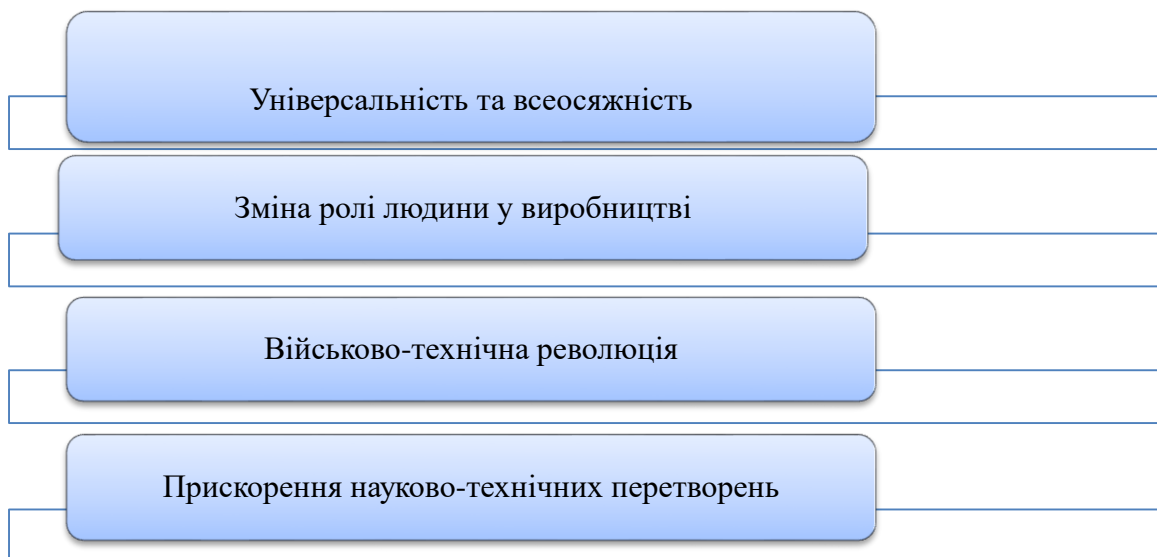 Універсальність та всеосяжність
Зміна ролі людини у виробництві
Військово-технічна революція
Прискорення науково-технічних перетворень